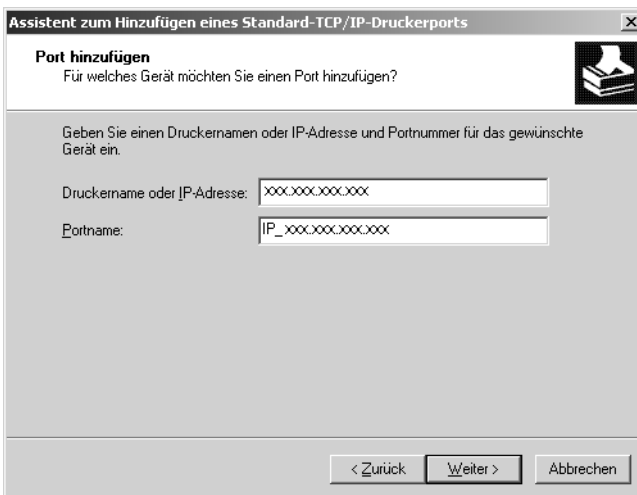 Assistent zum Hinzufügen eines Standard-TCP/IP-Druckerports
Port hinzufügen
Für welches Gerät möchten Sie einen Port hinzufügen?
Geben Sie einen Druckernamen oder IP-Adresse und Portnummer für das gewünschte
Gerät ein.
Druckername oder IP-Adresse: xxx.xxx.xxx.xxx
Portname: IP_xxx.xxx.xxx.xxx
< Zurück Weiter > Abbrechen